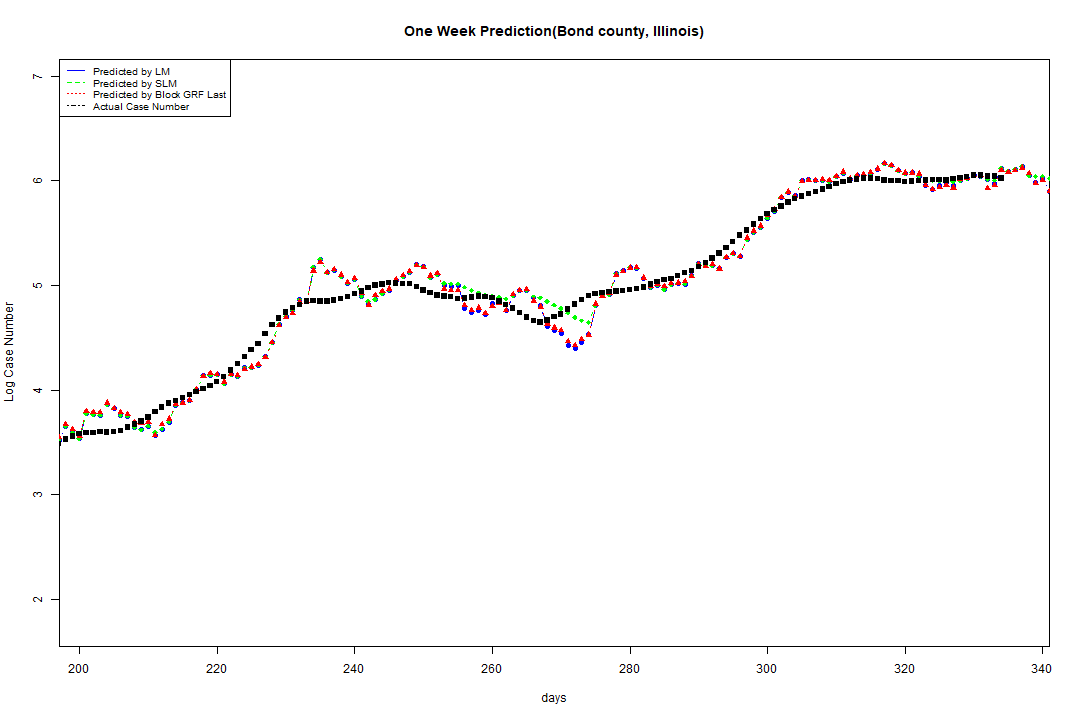 One Week Prediction(Bond county, Illinois)
Predicted by LM
Predicted by SLM
Predicted by Block GRF Last
Actual Case Number
7
6
5
4
3
2
Log Case Number
200 220 240 260 280 300 320 340
days